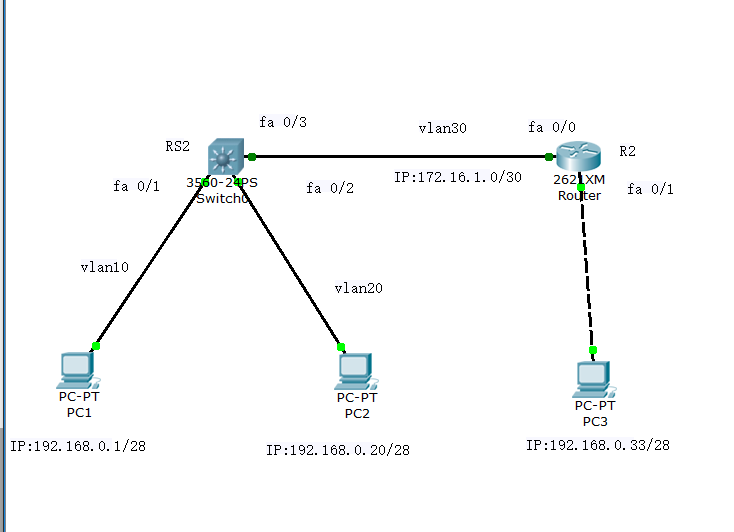 fa 0/3
vlan30
fa 0/0
RS2
R2
fa 0/1
3560-24PS
Switch0
fa 0/2
IP:172.16.1.0/30
2621XM
Router
fa 0/1
vlan10
vlan20
PC-PT
PC1
PC-PT
PC2
PC-PT
PC3
IP:192.168.0.1/28
IP:192.168.0.20/28
IP:192.168.0.33/28